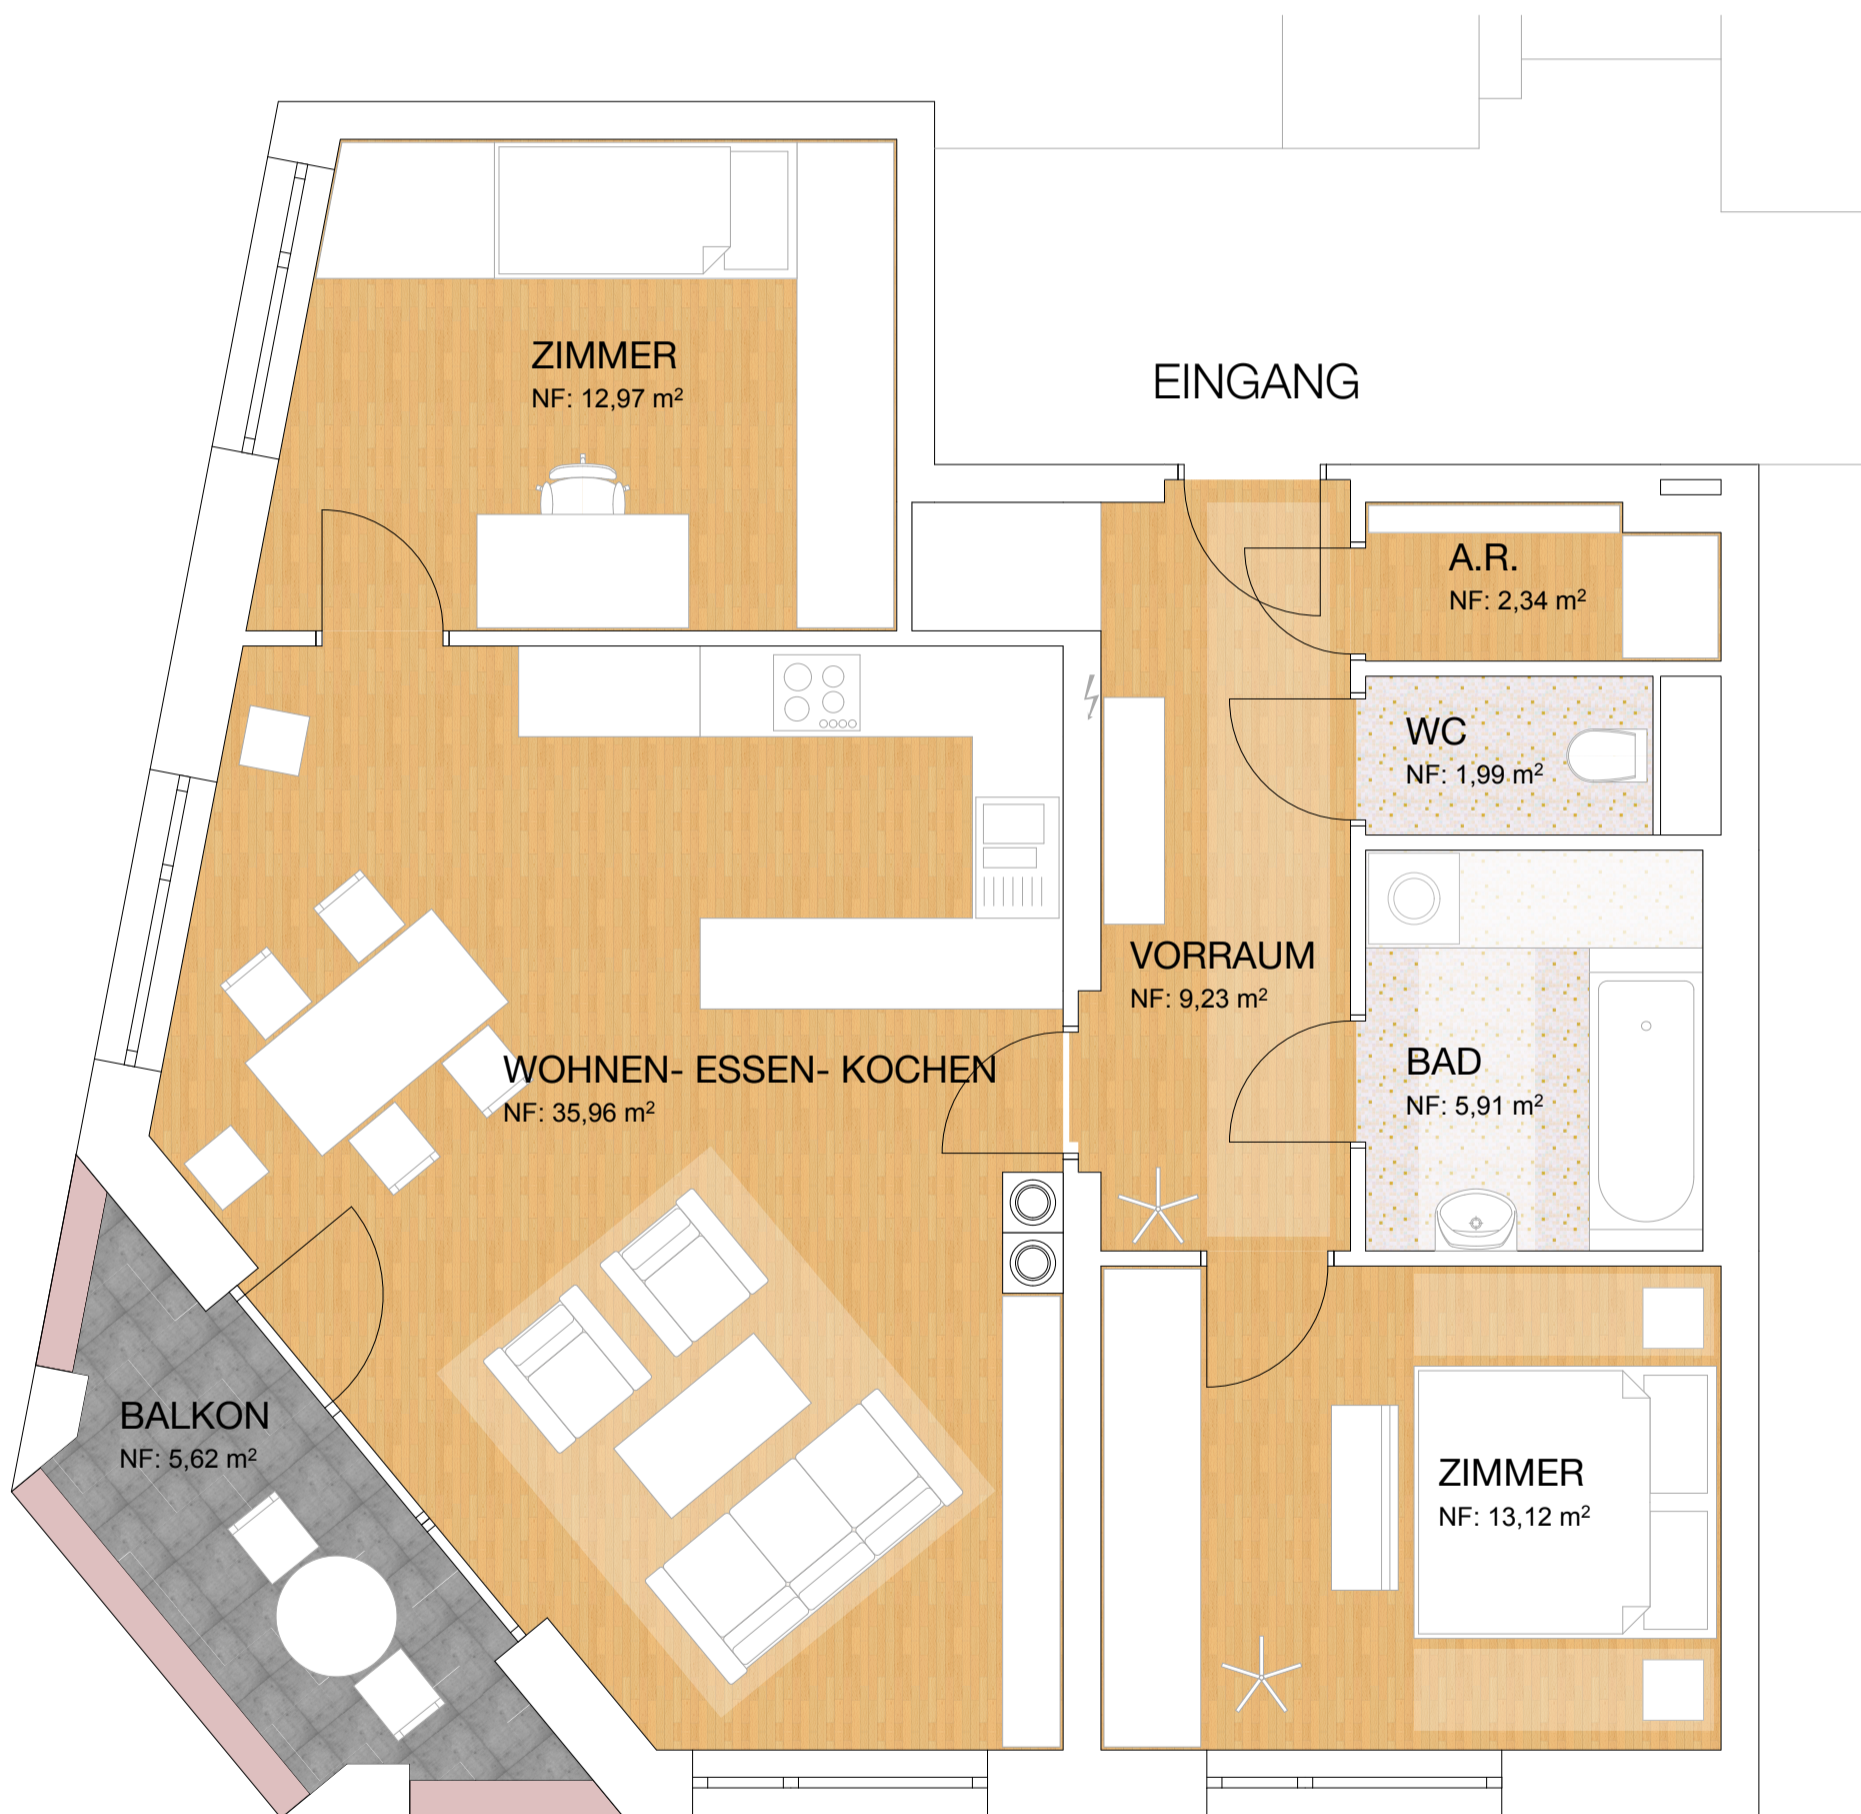 ZIMMER
NF: 12,97 m²
EINGANG
A.R.
NF: 2,34 m²
WC
NF: 1,99 m²
VORRAUM
NF: 9,23 m²
WOHNEN- ESSEN- KOCHEN
NF: 35,96 m²
BAD
NF: 5,91 m²
BALKON
NF: 5,62 m²
ZIMMER
NF: 13,12 m²